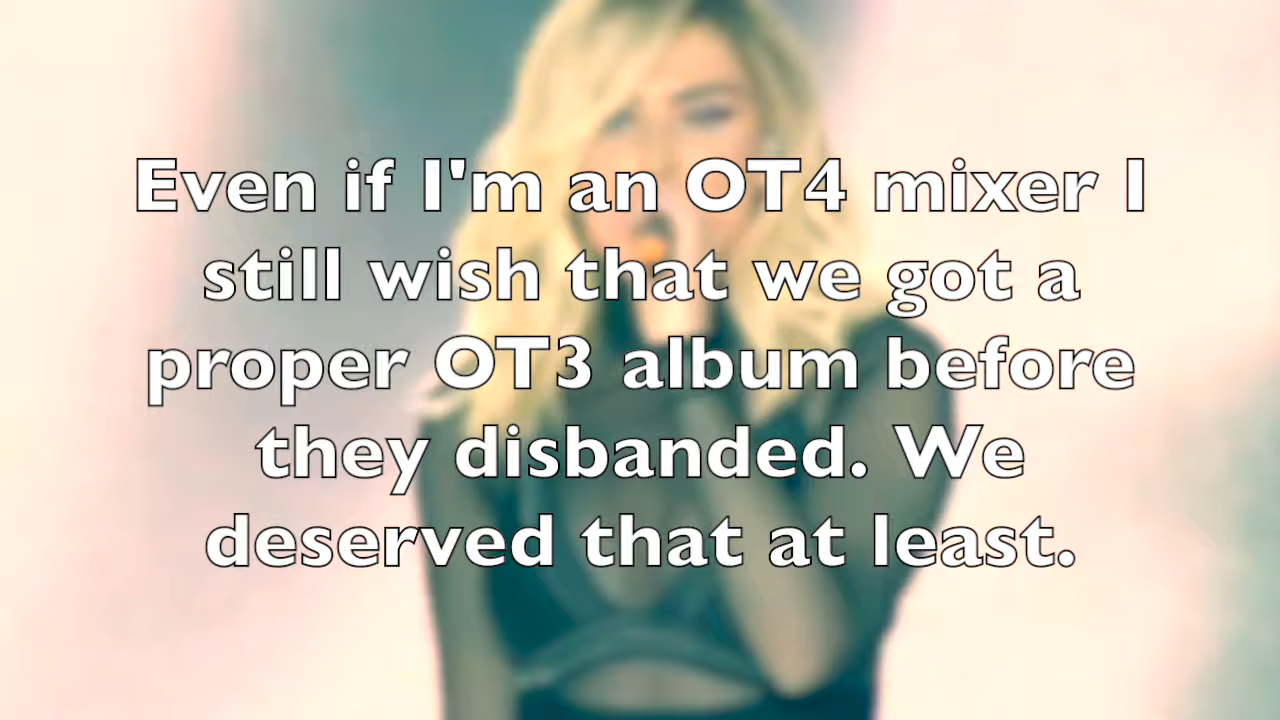 Even if I'm an OT4 mixer I
still wish that we got a
proper OT3 album before
they disbanded. We
deserved that at least.